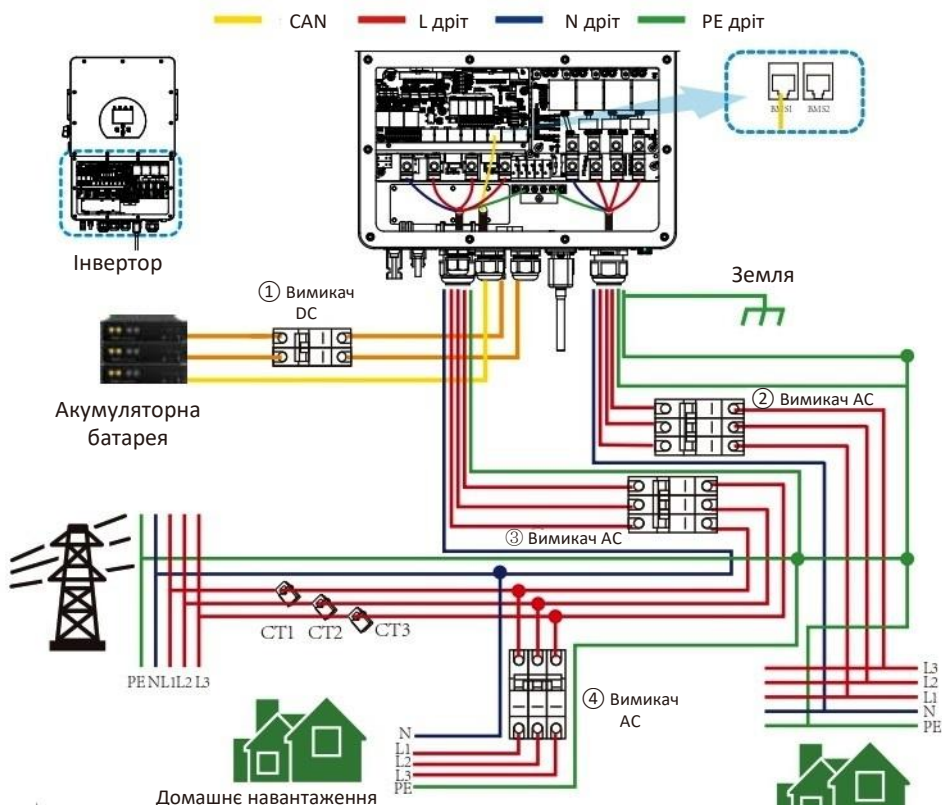 CAN L дріт N дріт PE дріт
BMS1 BMS2
Інвертор
Земля
① Вимикач
DC
Акумуляторна
батарея
② Вимикач AC
③ Вимикач AC
CT1 CT2 CT3
PE N L1 L2 L3
④ Вимикач
AC
L3
L2
L1
N
PE
N
L1
L2
L3
PE
Домашнє навантаження